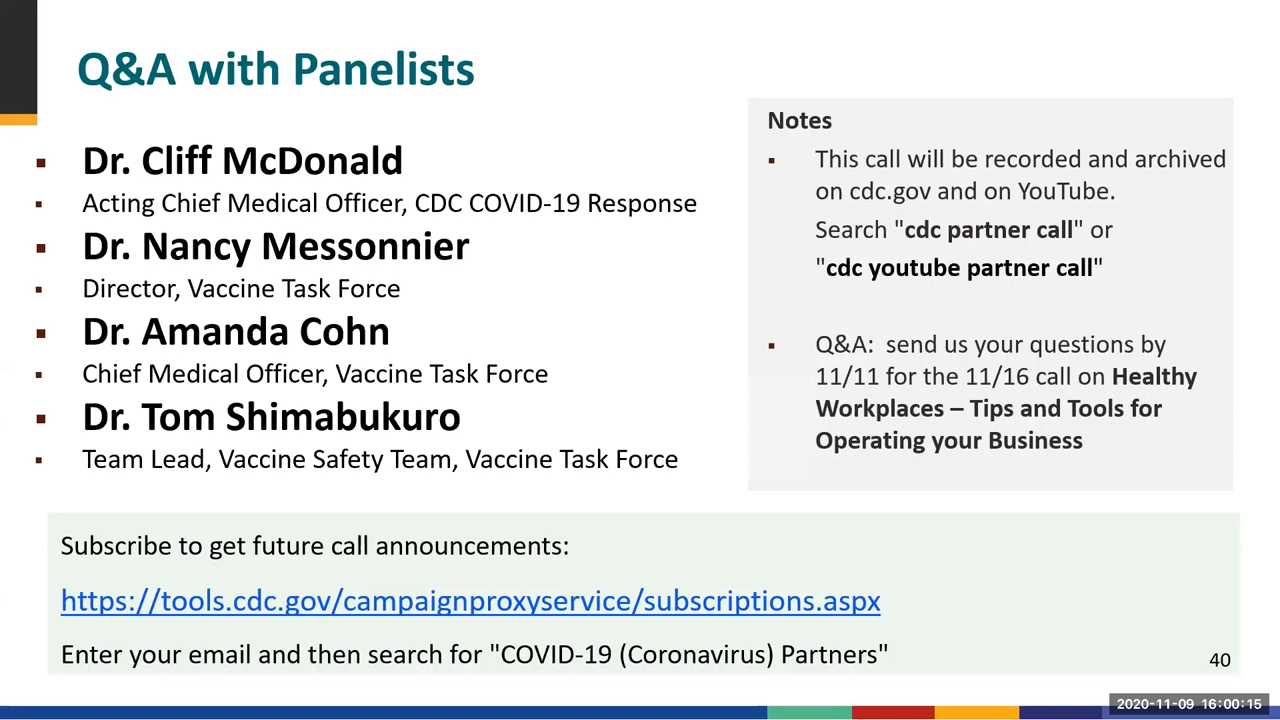 Q&A with Panelists
Dr. Cliff McDonald
Acting Chief Medical Officer, CDC COVID-19 Response
Dr. Nancy Messonnier
Director, Vaccine Task Force
Dr. Amanda Cohn
Chief Medical Officer, Vaccine Task Force
Dr. Tom Shimabukuro
Team Lead, Vaccine Safety Team, Vaccine Task Force
Notes
This call will be recorded and archived
on cdc.gov and on YouTube.
Search "cdc partner call" or
"cdc youtube partner call"
Q&A:  send us your questions by
11/11 for the 11/16 call on Healthy
Workplaces – Tips and Tools for
Operating your Business
Subscribe to get future call announcements:
https://tools.cdc.gov/campaignproxyservice/subscriptions.aspx
Enter your email and then search for "COVID-19 (Coronavirus) Partners"
40
2020-11-09 16:00:15